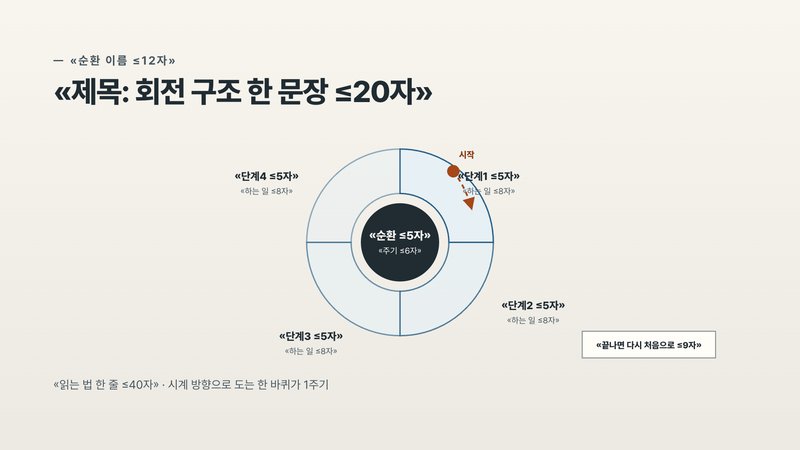 — «순환 이름 ≤12자»
«제목: 회전 구조 한 문장 ≤20자»
시작
«단계4 ≤5자»
«하는 일 ≤8자»
«단계1 ≤5자»
«하는 일 ≤8자»
«순환 ≤5자»
«주기 ≤6자»
«단계2 ≤5자»
«하는 일 ≤8자»
«단계3 ≤5자»
«하는 일 ≤8자»
«끝나면 다시 처음으로 ≤9자»
«읽는 법 한 줄 ≤40자» · 시계 방향으로 도는 한 바퀴가 1주기